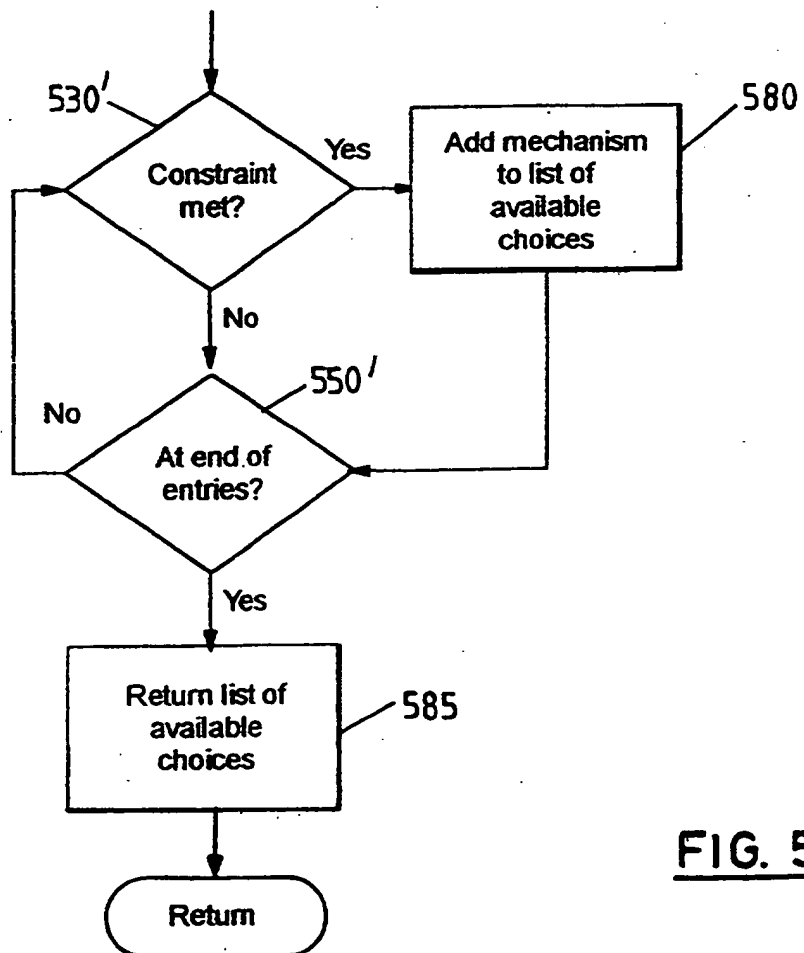 530'
Constraint
met?
Yes
Add mechanism
to list of
available
choices
580
No
550'
No
At end of
entries?
Yes
Return list of
available
choices
585
Return
FIG. 5